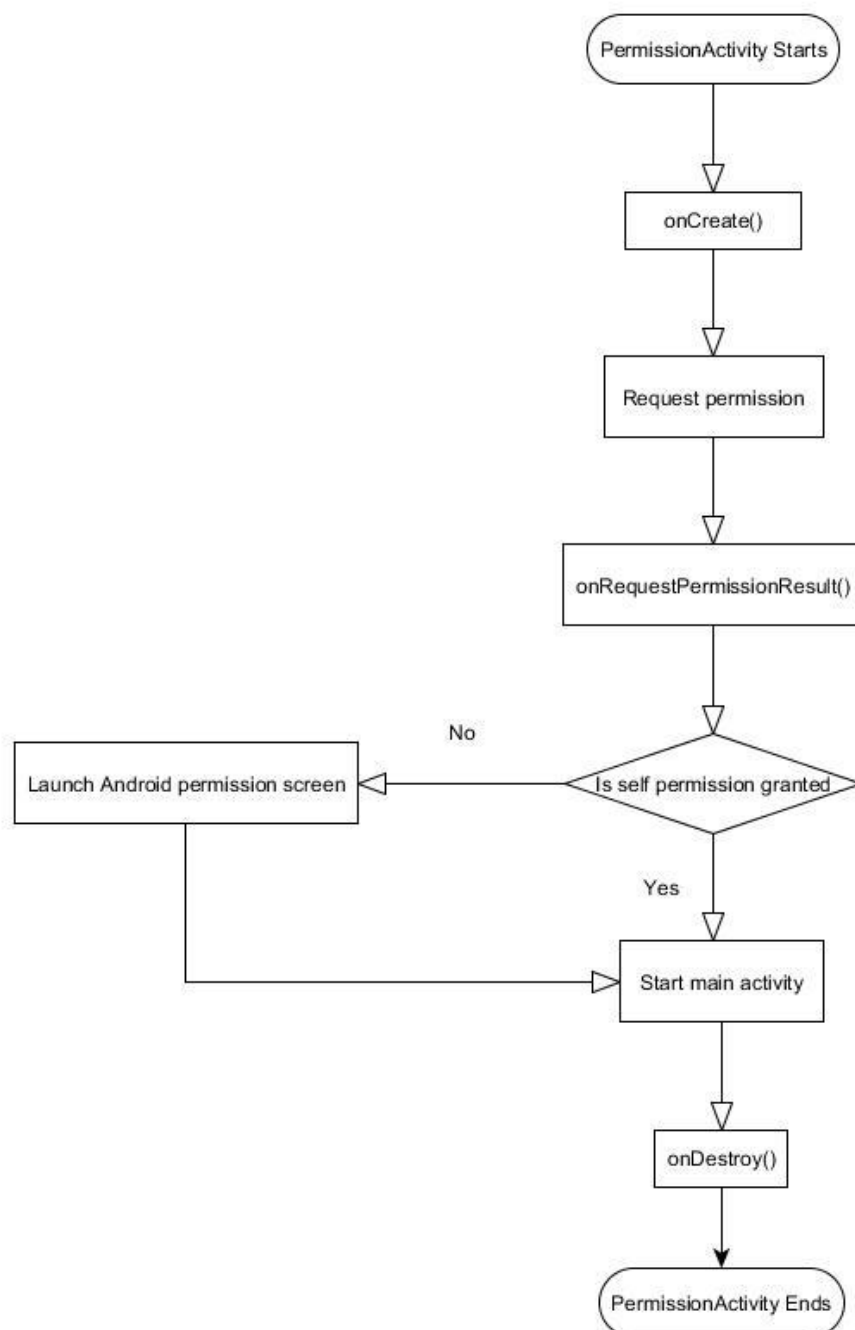 PermissionActivity Starts
onCreate()
Request permission
onRequestPermissionResult()
No
Launch Android permission screen
Is self permission granted
Yes
Start main activity
onDestroy()
PermissionActivity Ends